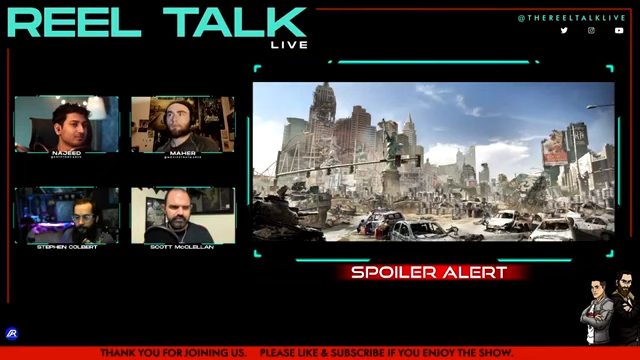 REEL TALK
LIVE
@THEREELTALKLIVE
NAJEED
MAHER
STEPHEN COLBERT
SCOTT McCLELLAN
SPOILER ALERT
THANK YOU FOR JOINING US. PLEASE LIKE & SUBSCRIBE IF YOU ENJOY THE SHOW.